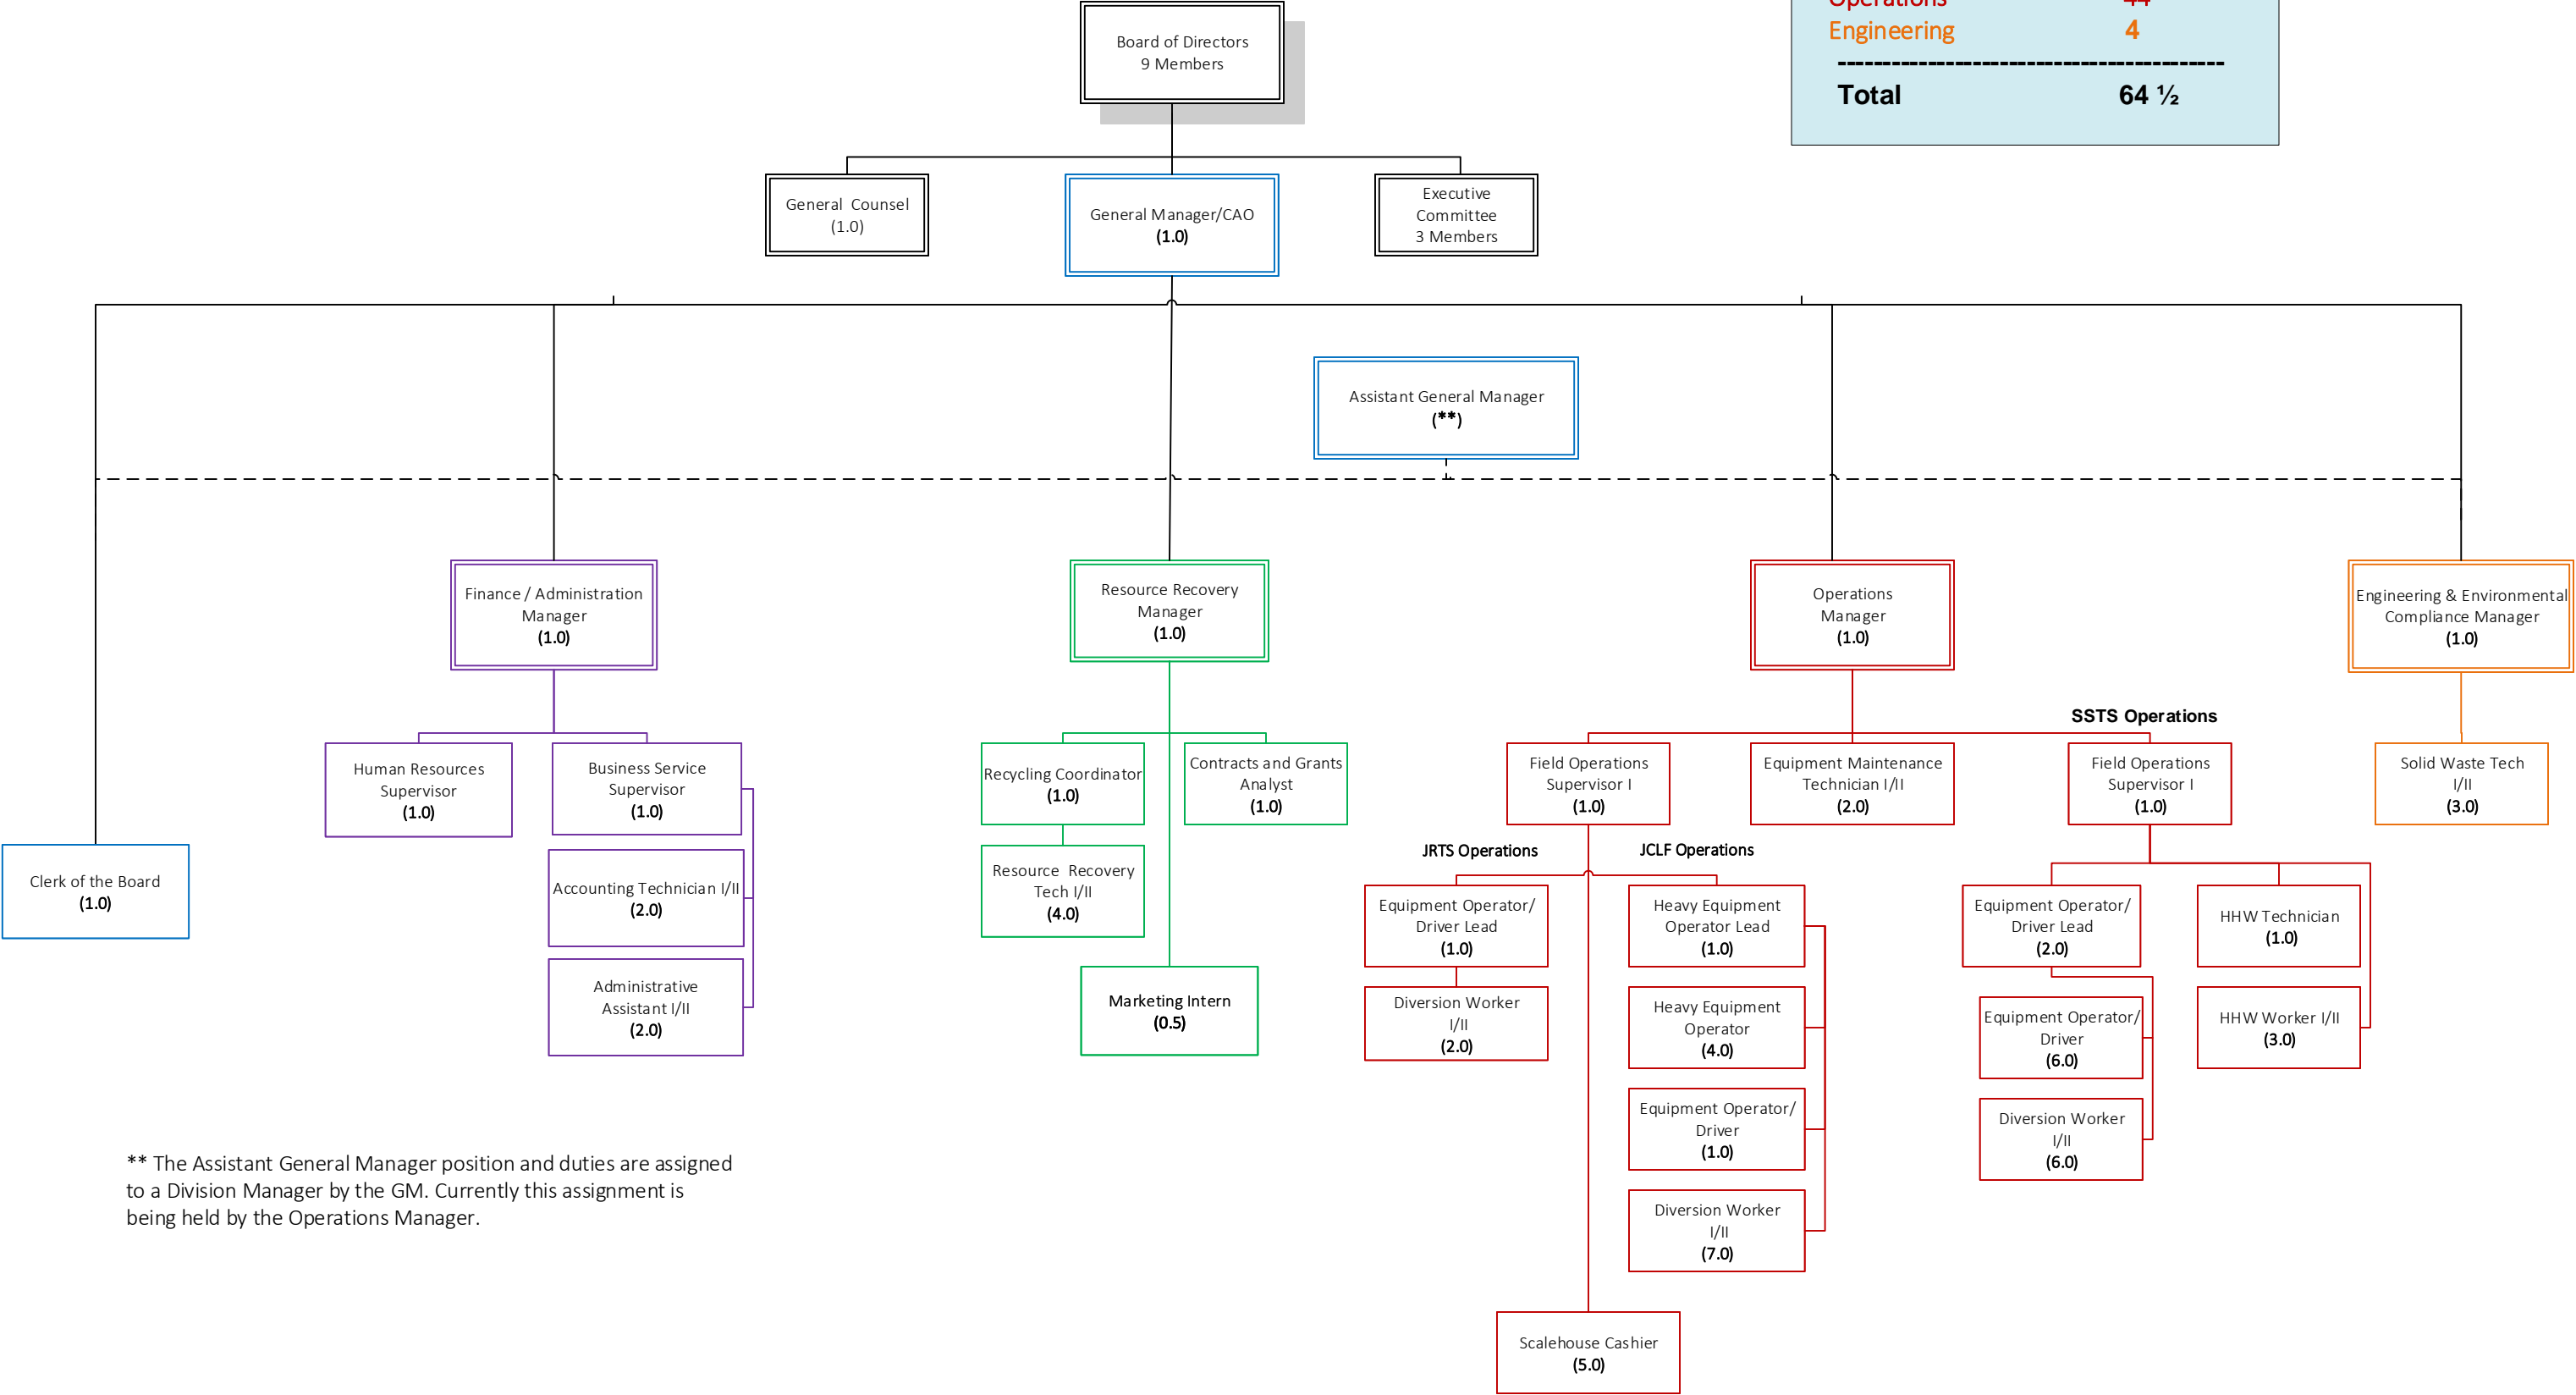 Operations 44
Engineering 4
-------------------------------------------
Total 64 ½
Board of Directors
9 Members
General Counsel
(1.0)
General Manager/CAO
(1.0)
Executive
Committee
3 Members
Assistant General Manager
(**)
Finance / Administration
Manager
(1.0)
Resource Recovery
Manager
(1.0)
Operations
Manager
(1.0)
Engineering & Environmental
Compliance Manager
(1.0)
SSTS Operations
Human Resources
Supervisor
(1.0)
Business Service
Supervisor
(1.0)
Recycling Coordinator
(1.0)
Contracts and Grants
Analyst
(1.0)
Field Operations
Supervisor I
(1.0)
Equipment Maintenance
Technician I/II
(2.0)
Field Operations
Supervisor I
(1.0)
Solid Waste Tech
I/II
(3.0)
Clerk of the Board
(1.0)
Accounting Technician I/II
(2.0)
Administrative
Assistant I/II
(2.0)
Resource Recovery
Tech I/II
(4.0)
Marketing Intern
(0.5)
JRTS Operations
JCLF Operations
Equipment Operator/
Driver Lead
(1.0)
Diversion Worker
I/II
(2.0)
Heavy Equipment
Operator Lead
(1.0)
Heavy Equipment
Operator
(4.0)
Equipment Operator/
Driver
(1.0)
Diversion Worker
I/II
(7.0)
Equipment Operator/
Driver Lead
(2.0)
Equipment Operator/
Driver
(6.0)
Diversion Worker
I/II
(6.0)
HHW Technician
(1.0)
HHW Worker I/II
(3.0)
Scalehouse Cashier
(5.0)
** The Assistant General Manager position and duties are assigned
to a Division Manager by the GM. Currently this assignment is
being held by the Operations Manager.